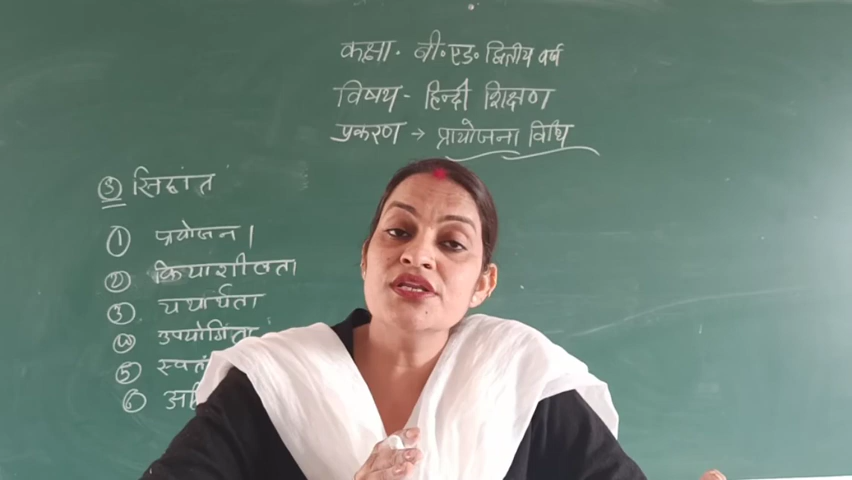 कक्षा. बी.एड. द्वितीय वर्ष
विषय - हिन्दी शिक्षण
प्रकरण → प्रायोजना विधि
③ सिद्धांत
① प्रयोजन।
② क्रियाशीलता
③ यथार्थता
④ उपयोगिता
⑤
⑥